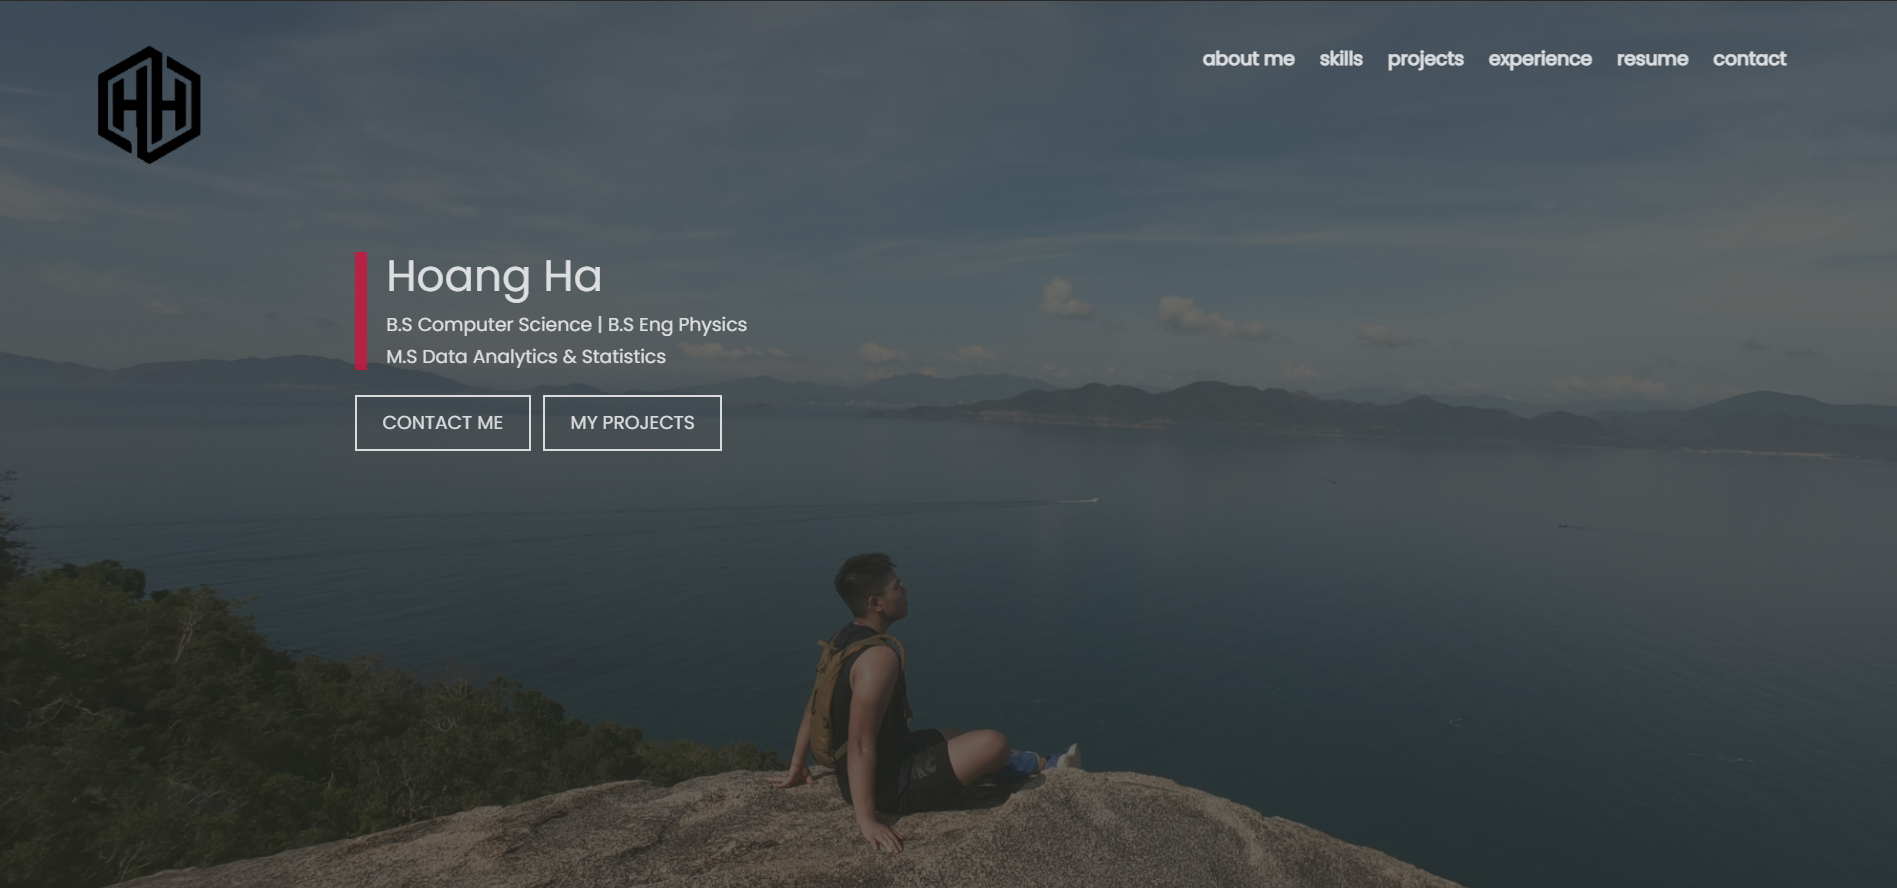 HH
about me skills projects experience resume contact
Hoang Ha
B.S Computer Science | B.S Eng Physics
M.S Data Analytics & Statistics
CONTACT ME MY PROJECTS